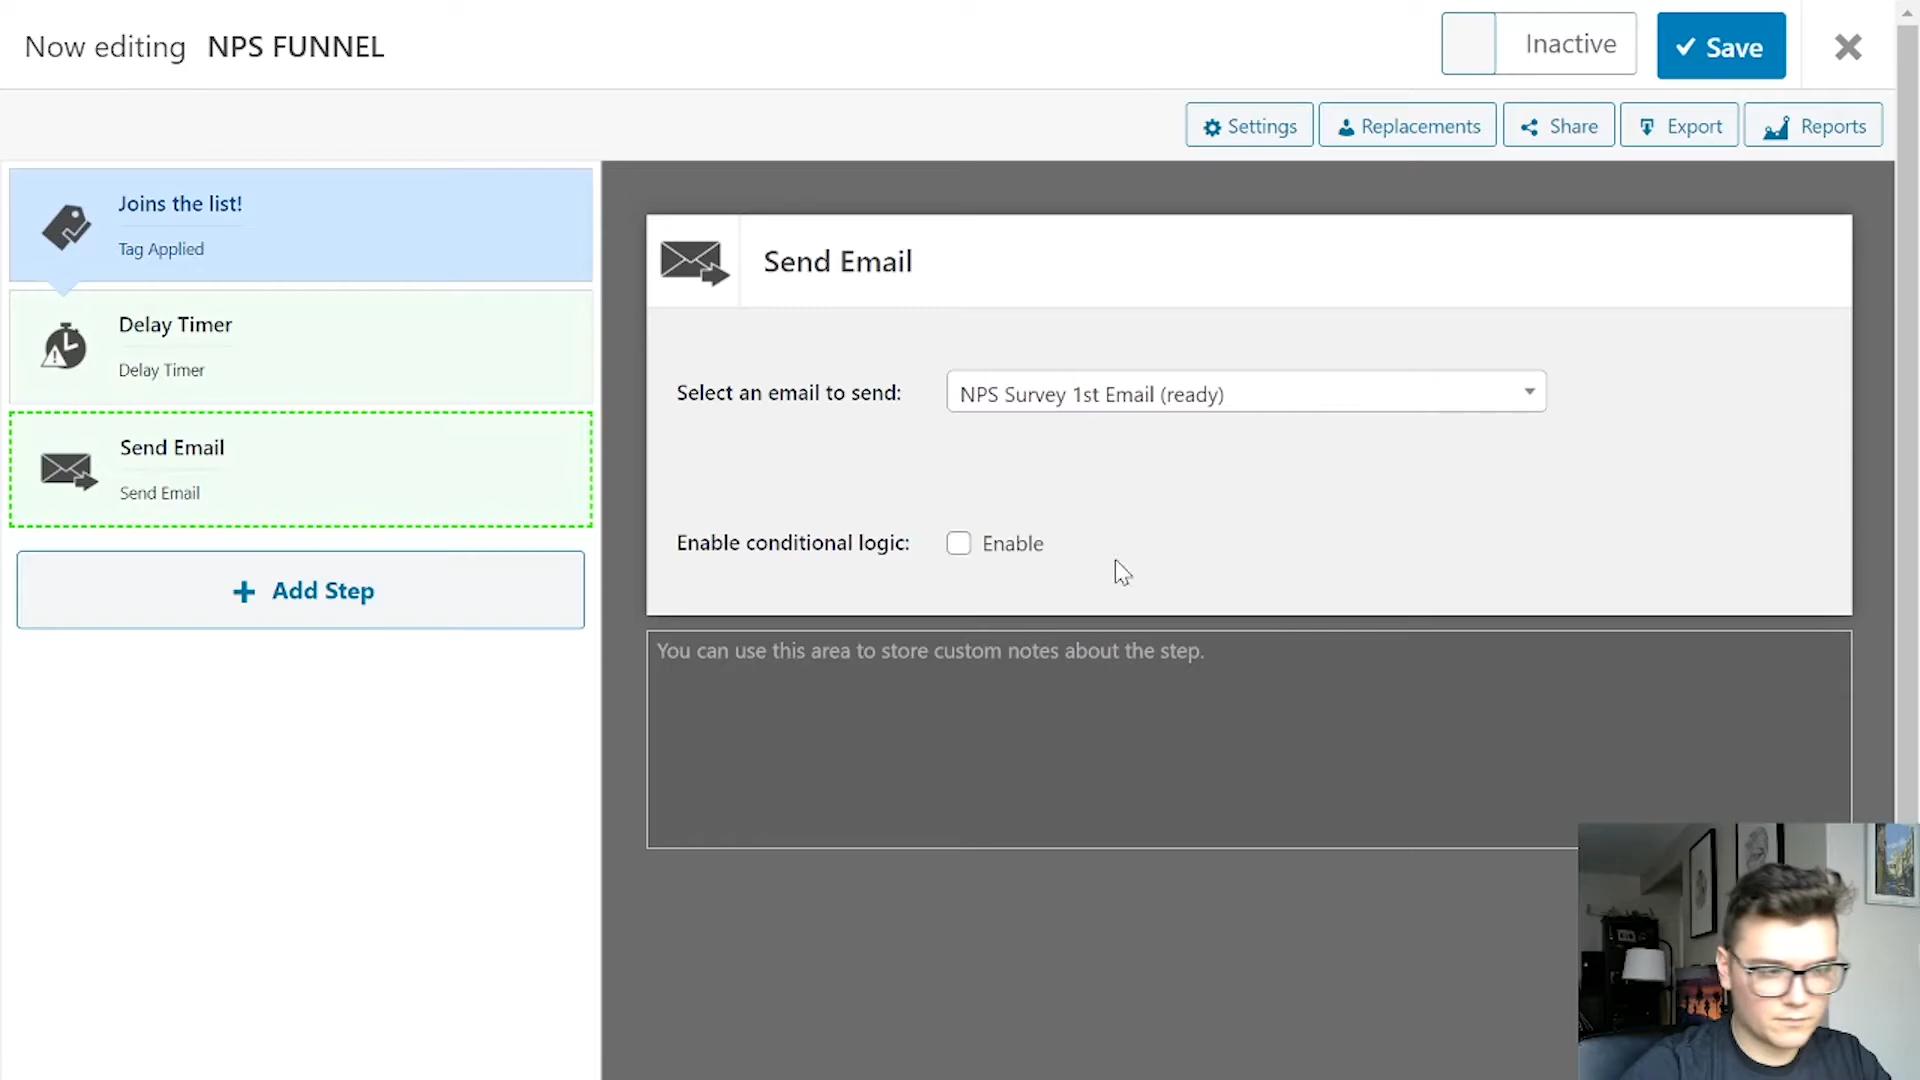 Now editing NPS FUNNEL
Inactive
Save
Settings
Replacements
Share
Export
Reports
Joins the list!
Tag Applied
Delay Timer
Delay Timer
Send Email
Send Email
Add Step
Send Email
Select an email to send: NPS Survey 1st Email (ready)
Enable conditional logic: Enable
You can use this area to store custom notes about the step.